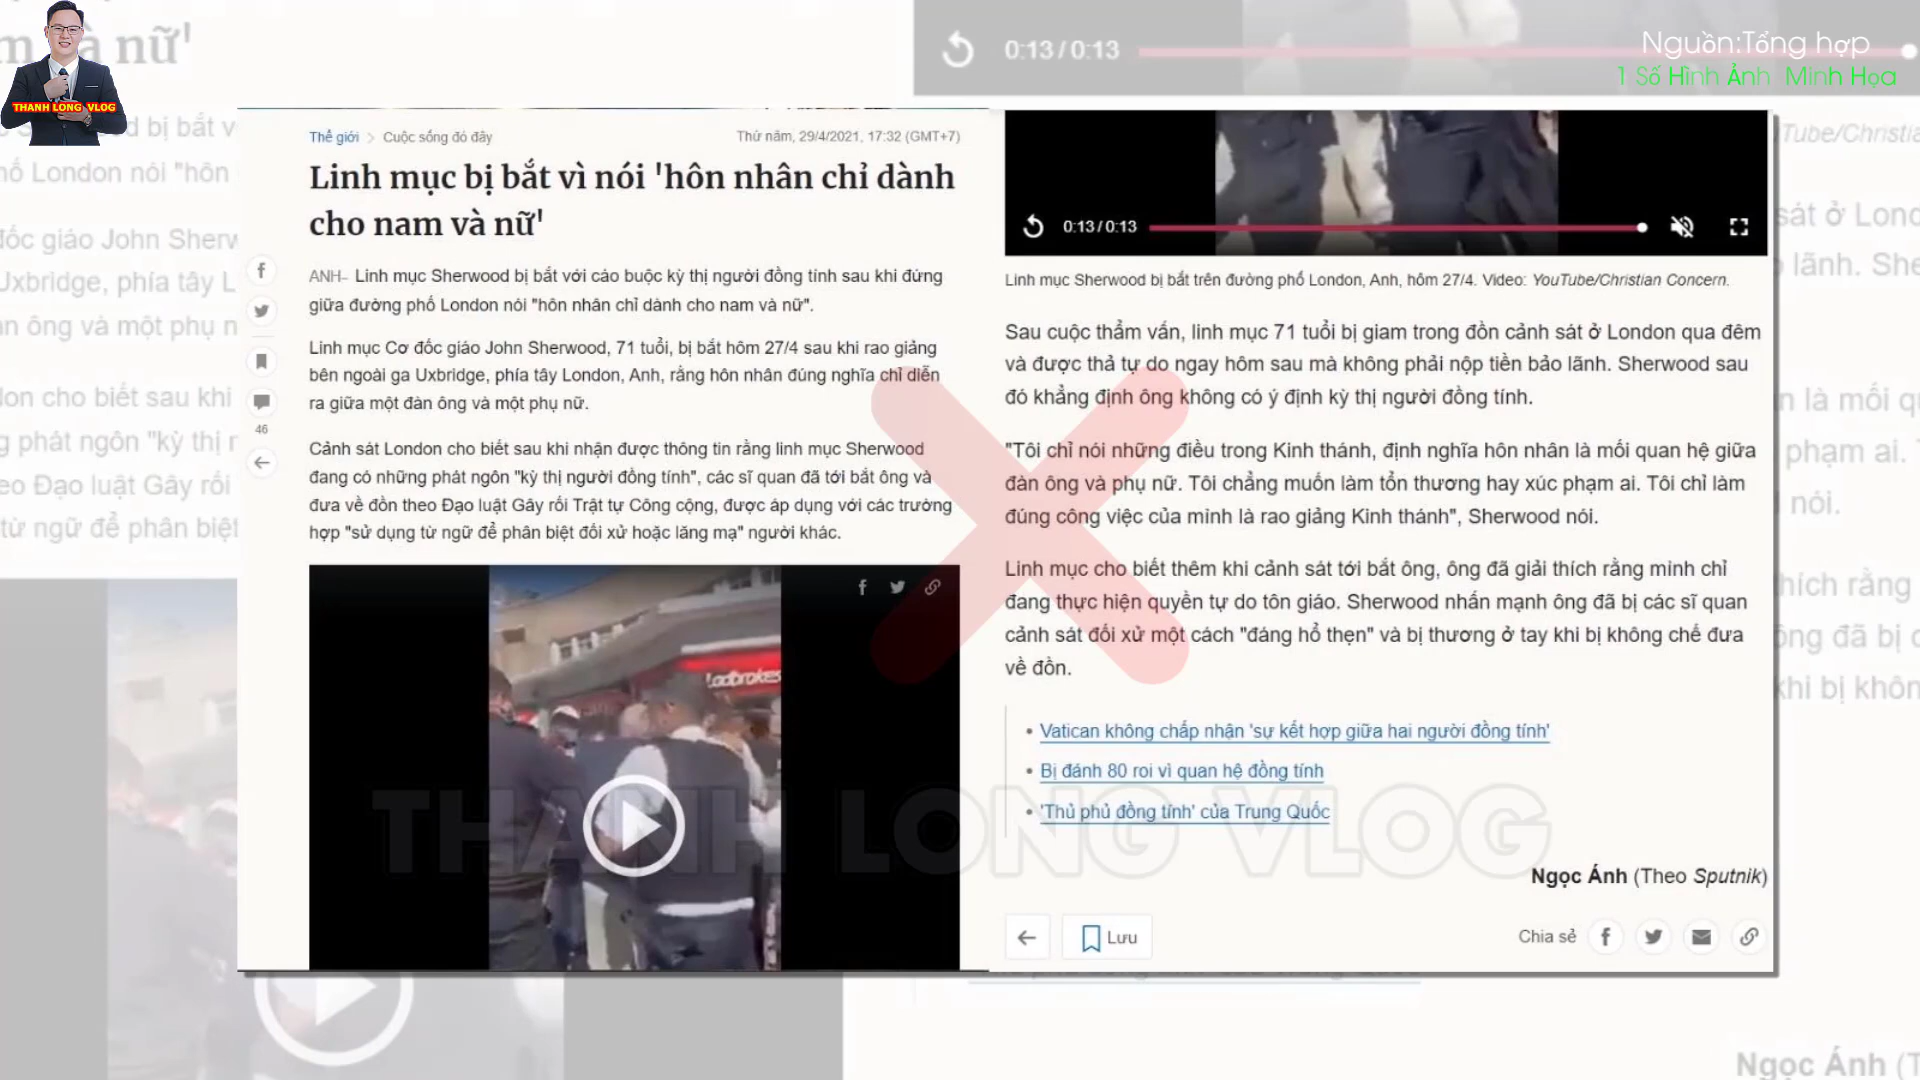 THANH LONG VLOG
Nguồn:Tổng hợp
1 Số Hình Ảnh Minh Họa
0:13 / 0:13
Thế giới > Cuộc sống đó đây
Thứ năm, 29/4/2021, 17:32 (GMT+7)
Linh mục bị bắt vì nói 'hôn nhân chỉ dành
cho nam và nữ'
ANH– Linh mục Sherwood bị bắt với cáo buộc kỳ thị người đồng tính sau khi đứng
giữa đường phố London nói "hôn nhân chỉ dành cho nam và nữ".
Linh mục Cơ đốc giáo John Sherwood, 71 tuổi, bị bắt hôm 27/4 sau khi rao giảng
bên ngoài ga Uxbridge, phía tây London, Anh, rằng hôn nhân đúng nghĩa chỉ diễn
ra giữa một đàn ông và một phụ nữ.
46
Cảnh sát London cho biết sau khi nhận được thông tin rằng linh mục Sherwood
đang có những phát ngôn "kỳ thị người đồng tính", các sĩ quan đã tới bắt ông và
đưa về đồn theo Đạo luật Gây rối Trật tự Công cộng, được áp dụng với các trường
hợp "sử dụng từ ngữ để phân biệt đối xử hoặc lăng mạ" người khác.
Ladbrokes
0:13 / 0:13
Linh mục Sherwood bị bắt trên đường phố London, Anh, hôm 27/4. Video: YouTube/Christian Concern.
Sau cuộc thẩm vấn, linh mục 71 tuổi bị giam trong đồn cảnh sát ở London qua đêm
và được thả tự do ngay hôm sau mà không phải nộp tiền bảo lãnh. Sherwood sau
đó khẳng định ông không có ý định kỳ thị người đồng tính.
"Tôi chỉ nói những điều trong Kinh thánh, định nghĩa hôn nhân là mối quan hệ giữa
đàn ông và phụ nữ. Tôi chẳng muốn làm tổn thương hay xúc phạm ai. Tôi chỉ làm
đúng công việc của mình là rao giảng Kinh thánh", Sherwood nói.
Linh mục cho biết thêm khi cảnh sát tới bắt ông, ông đã giải thích rằng mình chỉ
đang thực hiện quyền tự do tôn giáo. Sherwood nhấn mạnh ông đã bị các sĩ quan
cảnh sát đối xử một cách "đáng hổ thẹn" và bị thương ở tay khi bị khống chế đưa
về đồn.
• Vatican không chấp nhận 'sự kết hợp giữa hai người đồng tính'
• Bị đánh 80 roi vì quan hệ đồng tính
• 'Thủ phủ đồng tính' của Trung Quốc
THANH LONG VLOG
Ngọc Ánh (Theo Sputnik)
Lưu
Chia sẻ